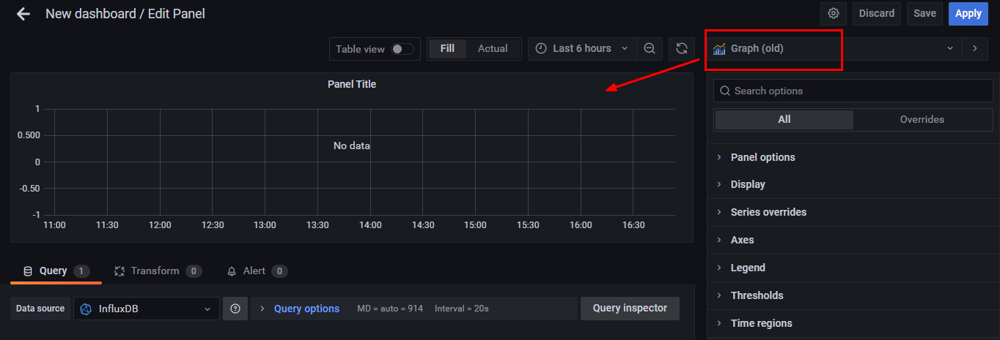 New dashboard / Edit Panel
Discard
Save
Apply
Table view
Fill
Actual
Last 6 hours
Graph (old)
Panel Title
Search options
All
Overrides
1
0.500
0
-0.50
-1
No data
11:00 11:30 12:00 12:30 13:00 13:30 14:00 14:30 15:00 15:30 16:00 16:30
Panel options
Display
Series overrides
Axes
Legend
Thresholds
Time regions
Query 1
Transform 0
Alert 0
Data source
InfluxDB
Query options
MD = auto = 914
Interval = 20s
Query inspector